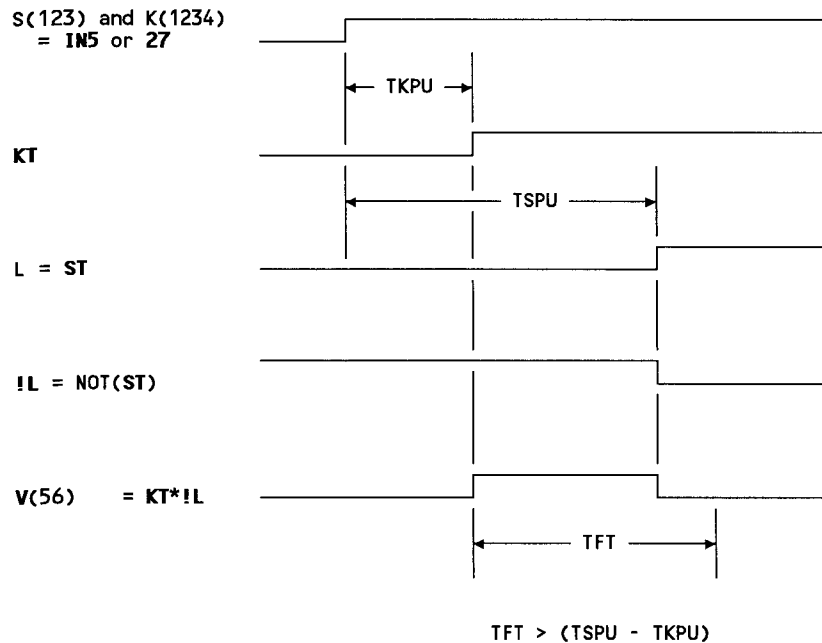 S(123) and K(1234)
= IN5 or 27
TKPU
KT
TSPU
L = ST
!L = NOT(ST)
V(56) = KT*!L
TFT
TFT > (TSPU - TKPU)